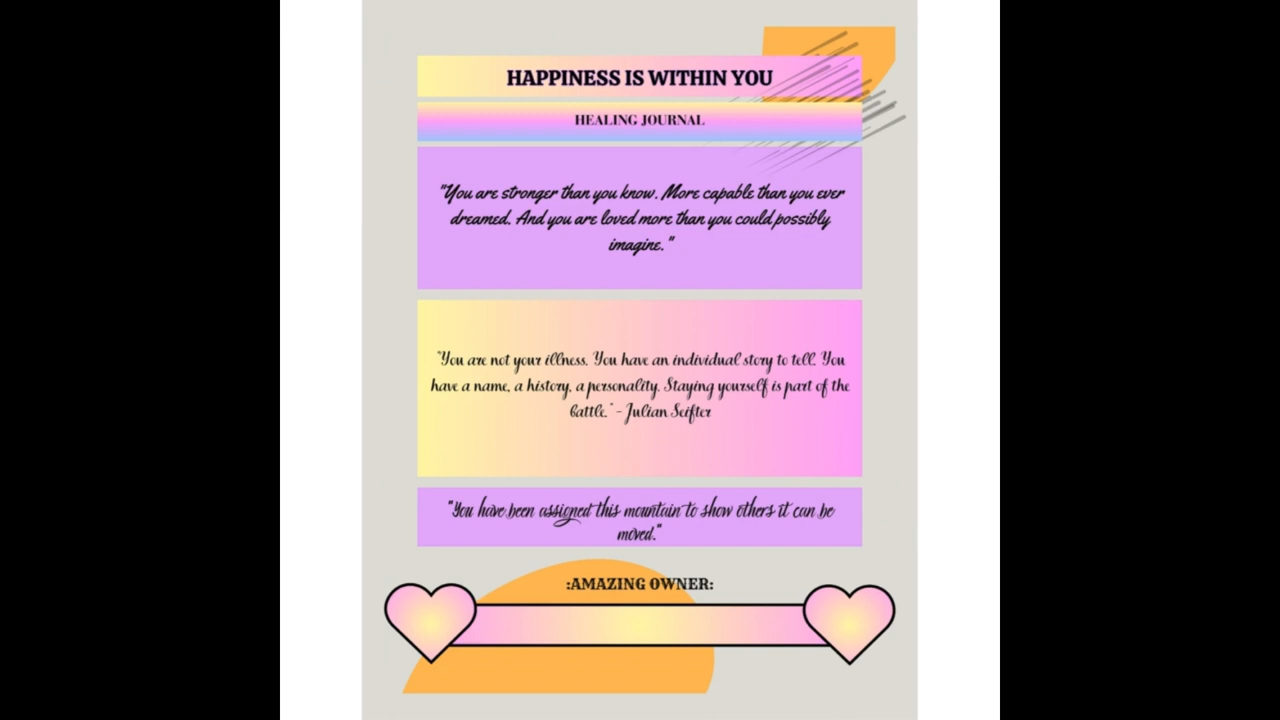 HAPPINESS IS WITHIN YOU
HEALING JOURNAL
"You are stronger than you know. More capable than you ever
dreamed. And you are loved more than you could possibly
imagine."
"You are not your illness. You have an individual story to tell. You
have a name, a history, a personality. Staying yourself is part of the
battle." - Julian Seifter
"You have been assigned this mountain to show others it can be
moved."
:AMAZING OWNER: